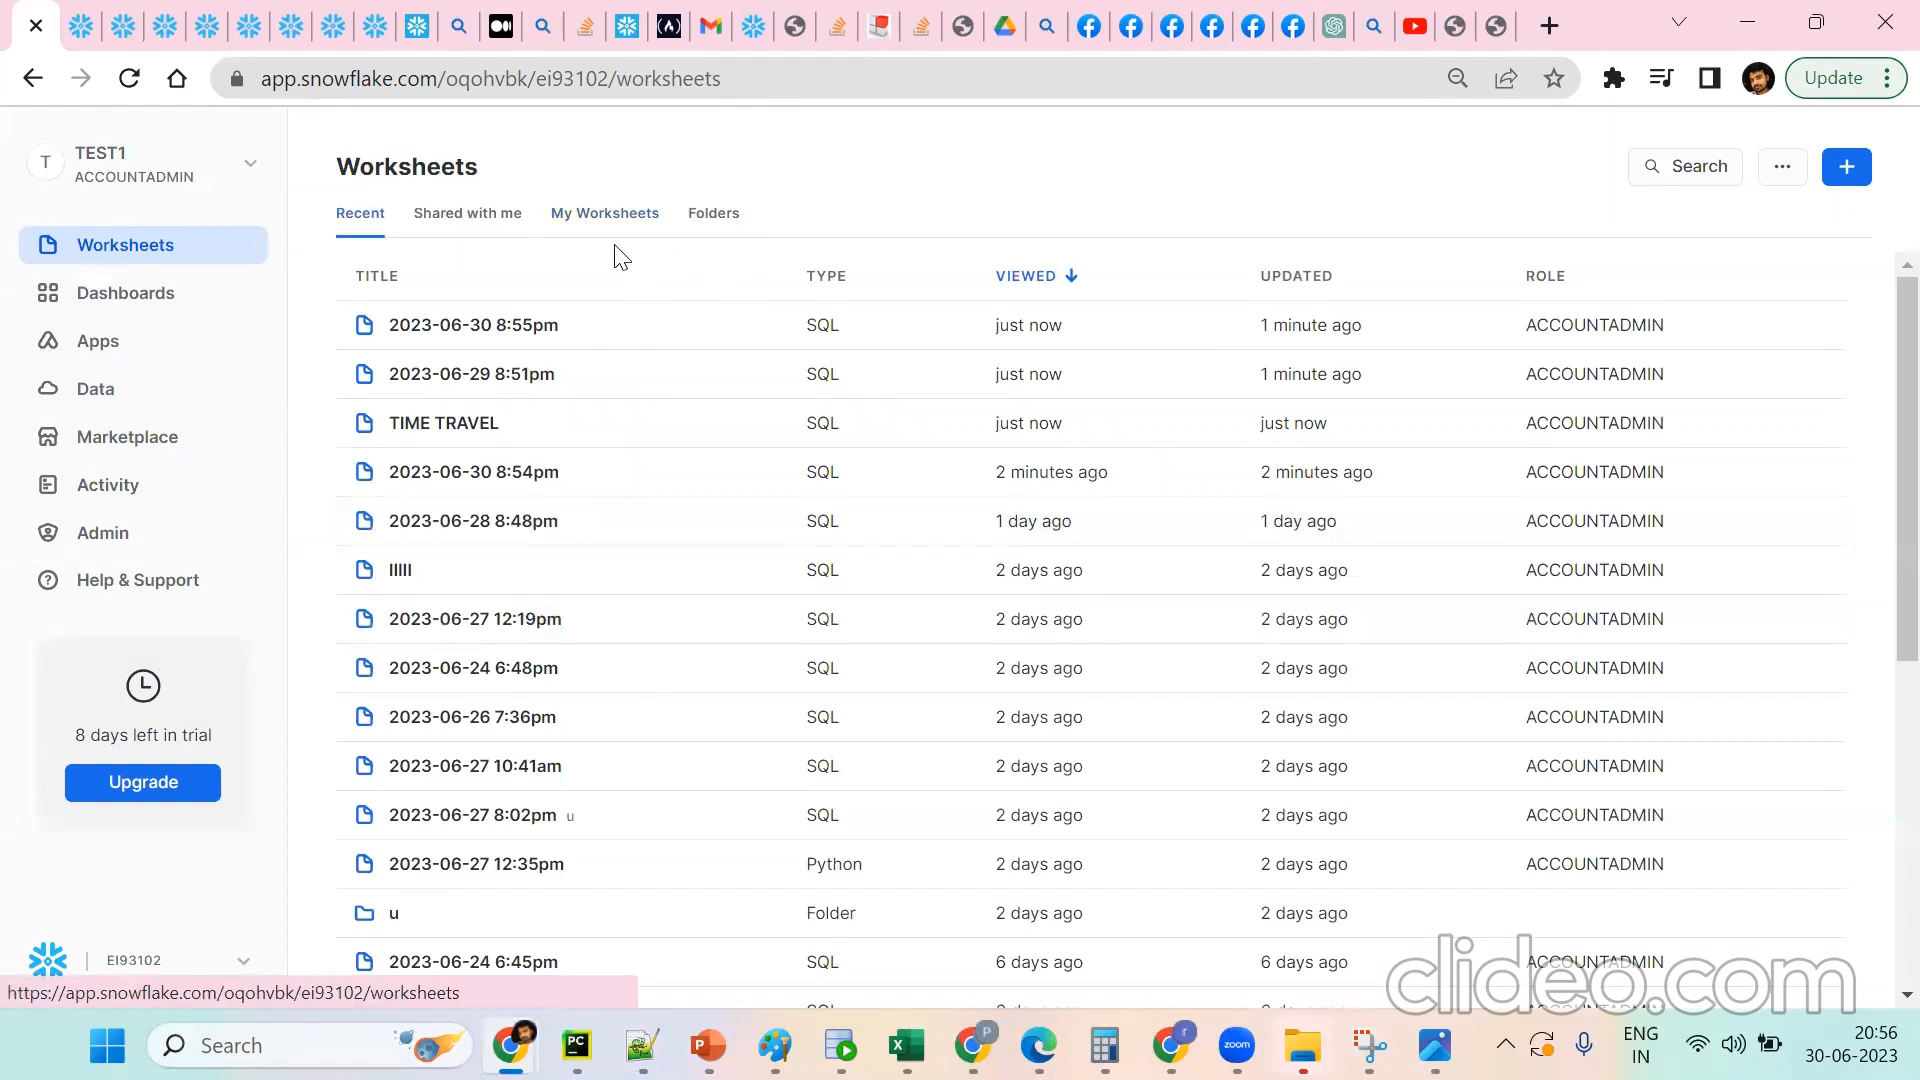 app.snowflake.com/oqohvbk/ei93102/worksheets
Update
T
TEST1
ACCOUNTADMIN
Worksheets
Dashboards
Apps
Data
Marketplace
Activity
Admin
Help & Support
8 days left in trial
Upgrade
EI93102
https://app.snowflake.com/oqohvbk/ei93102/worksheets
Worksheets
Search
Recent Shared with me My Worksheets Folders
TITLE TYPE VIEWED UPDATED ROLE
2023-06-30 8:55pm SQL just now 1 minute ago ACCOUNTADMIN
2023-06-29 8:51pm SQL just now 1 minute ago ACCOUNTADMIN
TIME TRAVEL SQL just now just now ACCOUNTADMIN
2023-06-30 8:54pm SQL 2 minutes ago 2 minutes ago ACCOUNTADMIN
2023-06-28 8:48pm SQL 1 day ago 1 day ago ACCOUNTADMIN
SQL 2 days ago 2 days ago ACCOUNTADMIN
2023-06-27 12:19pm SQL 2 days ago 2 days ago ACCOUNTADMIN
2023-06-24 6:48pm SQL 2 days ago 2 days ago ACCOUNTADMIN
2023-06-26 7:36pm SQL 2 days ago 2 days ago ACCOUNTADMIN
2023-06-27 10:41am SQL 2 days ago 2 days ago ACCOUNTADMIN
2023-06-27 8:02pm u SQL 2 days ago 2 days ago ACCOUNTADMIN
2023-06-27 12:35pm Python 2 days ago 2 days ago ACCOUNTADMIN
u Folder 2 days ago 2 days ago
2023-06-24 6:45pm SQL 6 days ago 6 days ago ACCOUNTADMIN
clideo.com
Search
PC
P
r
zoom
ENG
IN
20:56
30-06-2023